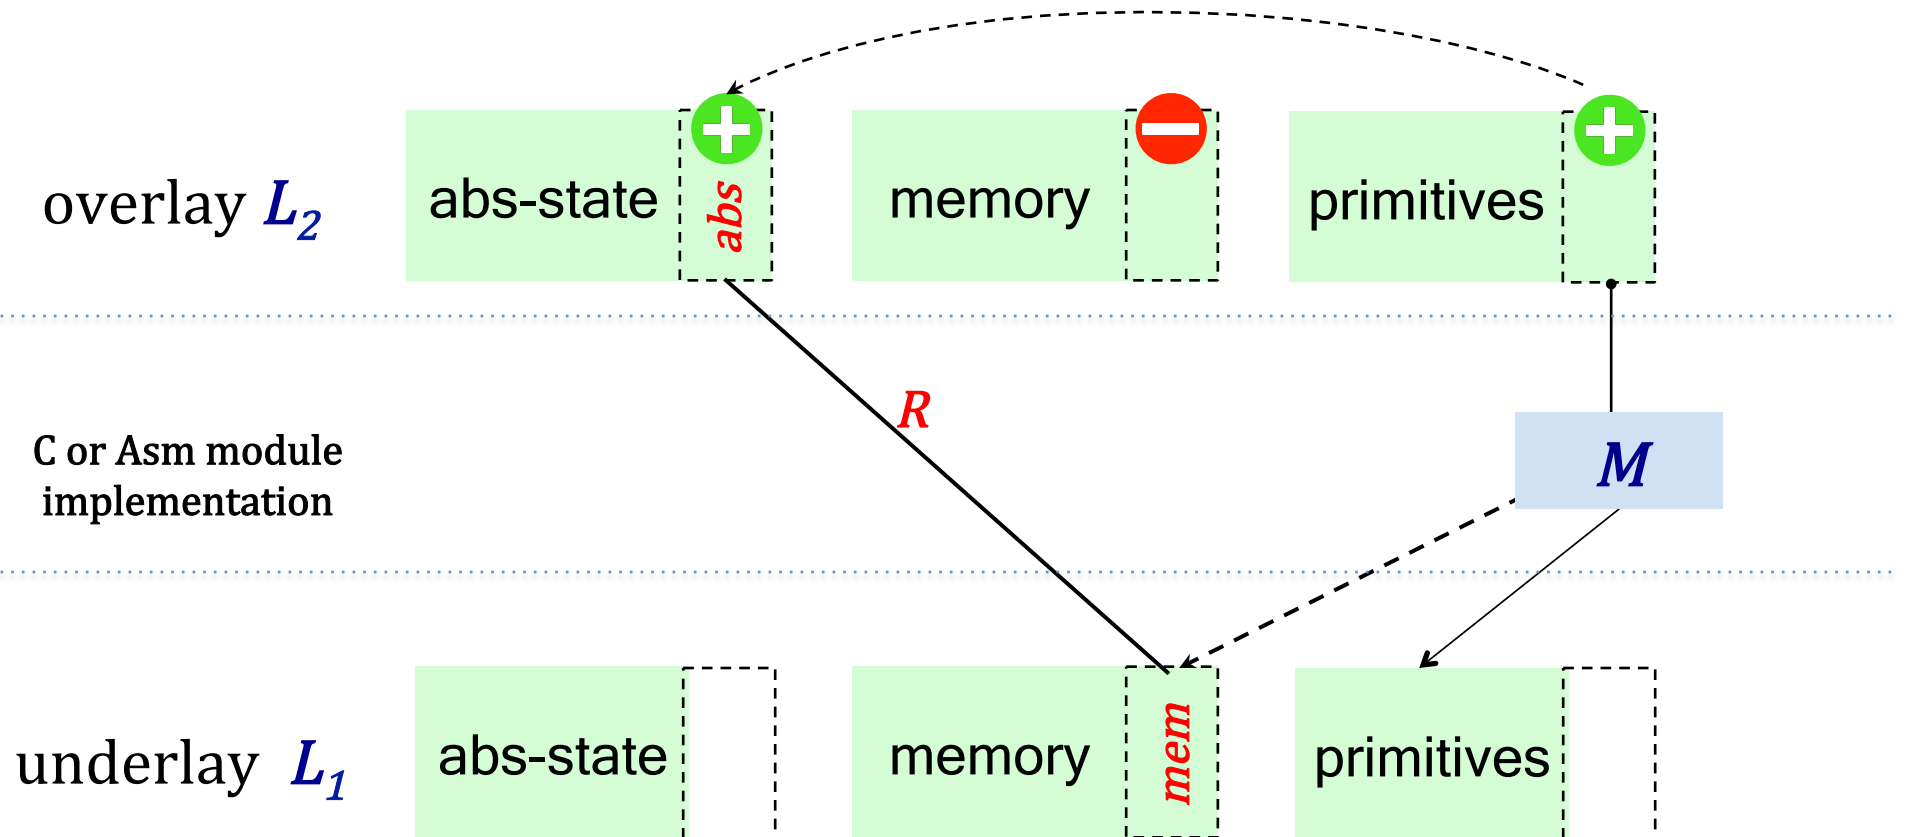 overlay L2
abs-state
abs
memory
primitives
R
C or Asm module
implementation
M
underlay L1
abs-state
memory
mem
primitives